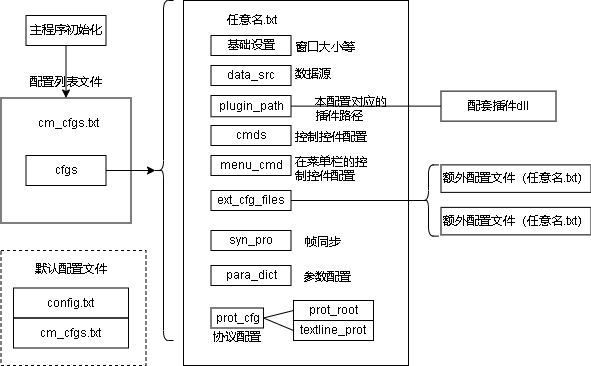 主程序初始化
配置列表文件
cm_cfgs.txt
cfgs
默认配置文件
config.txt
cm_cfgs.txt
任意名.txt
基础设置 窗口大小等
data_src 数据源
plugin_path 本配置对应的
插件路径
cmds 控制控件配置
menu_cmd 在菜单栏的控
制控件配置
ext_cfg_files
syn_pro 帧同步
para_dict 参数配置
prot_cfg
协议配置
prot_root
textline_prot
配套插件dll
额外配置文件（任意名.txt）
额外配置文件（任意名.txt）